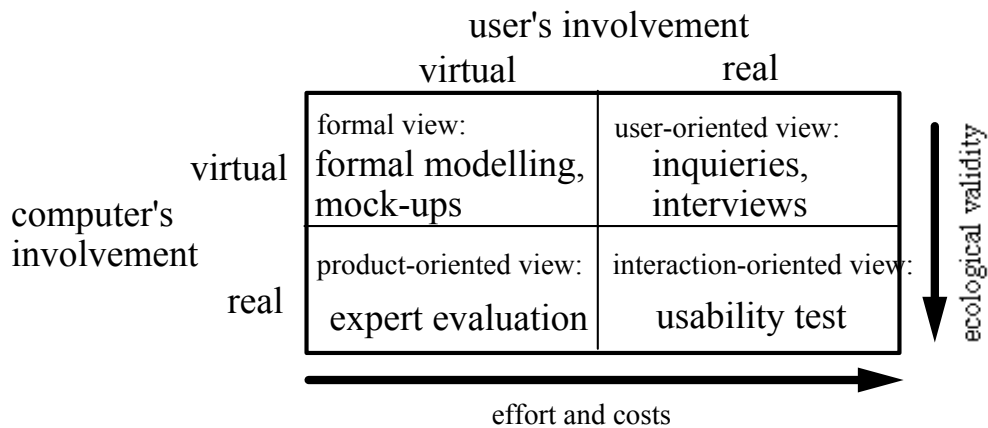 user's involvement
virtual real
formal view:
formal modelling,
mock-ups
user-oriented view:
inquieries,
interviews
virtual
computer's
involvement
real
product-oriented view:
expert evaluation
interaction-oriented view:
usability test
ecological validity
effort and costs